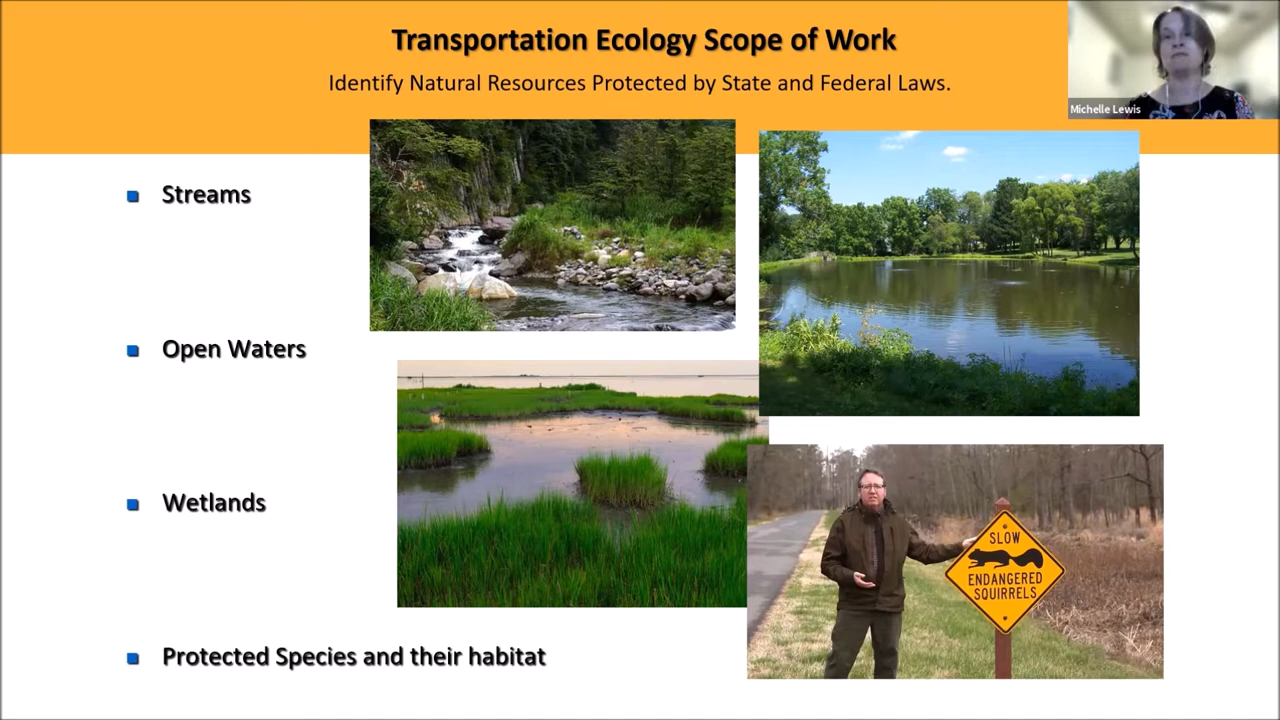 Transportation Ecology Scope of Work
Identify Natural Resources Protected by State and Federal Laws.
Michelle Lewis
Streams
Open Waters
Wetlands
Protected Species and their habitat
SLOW
ENDANGERED
SQUIRRELS